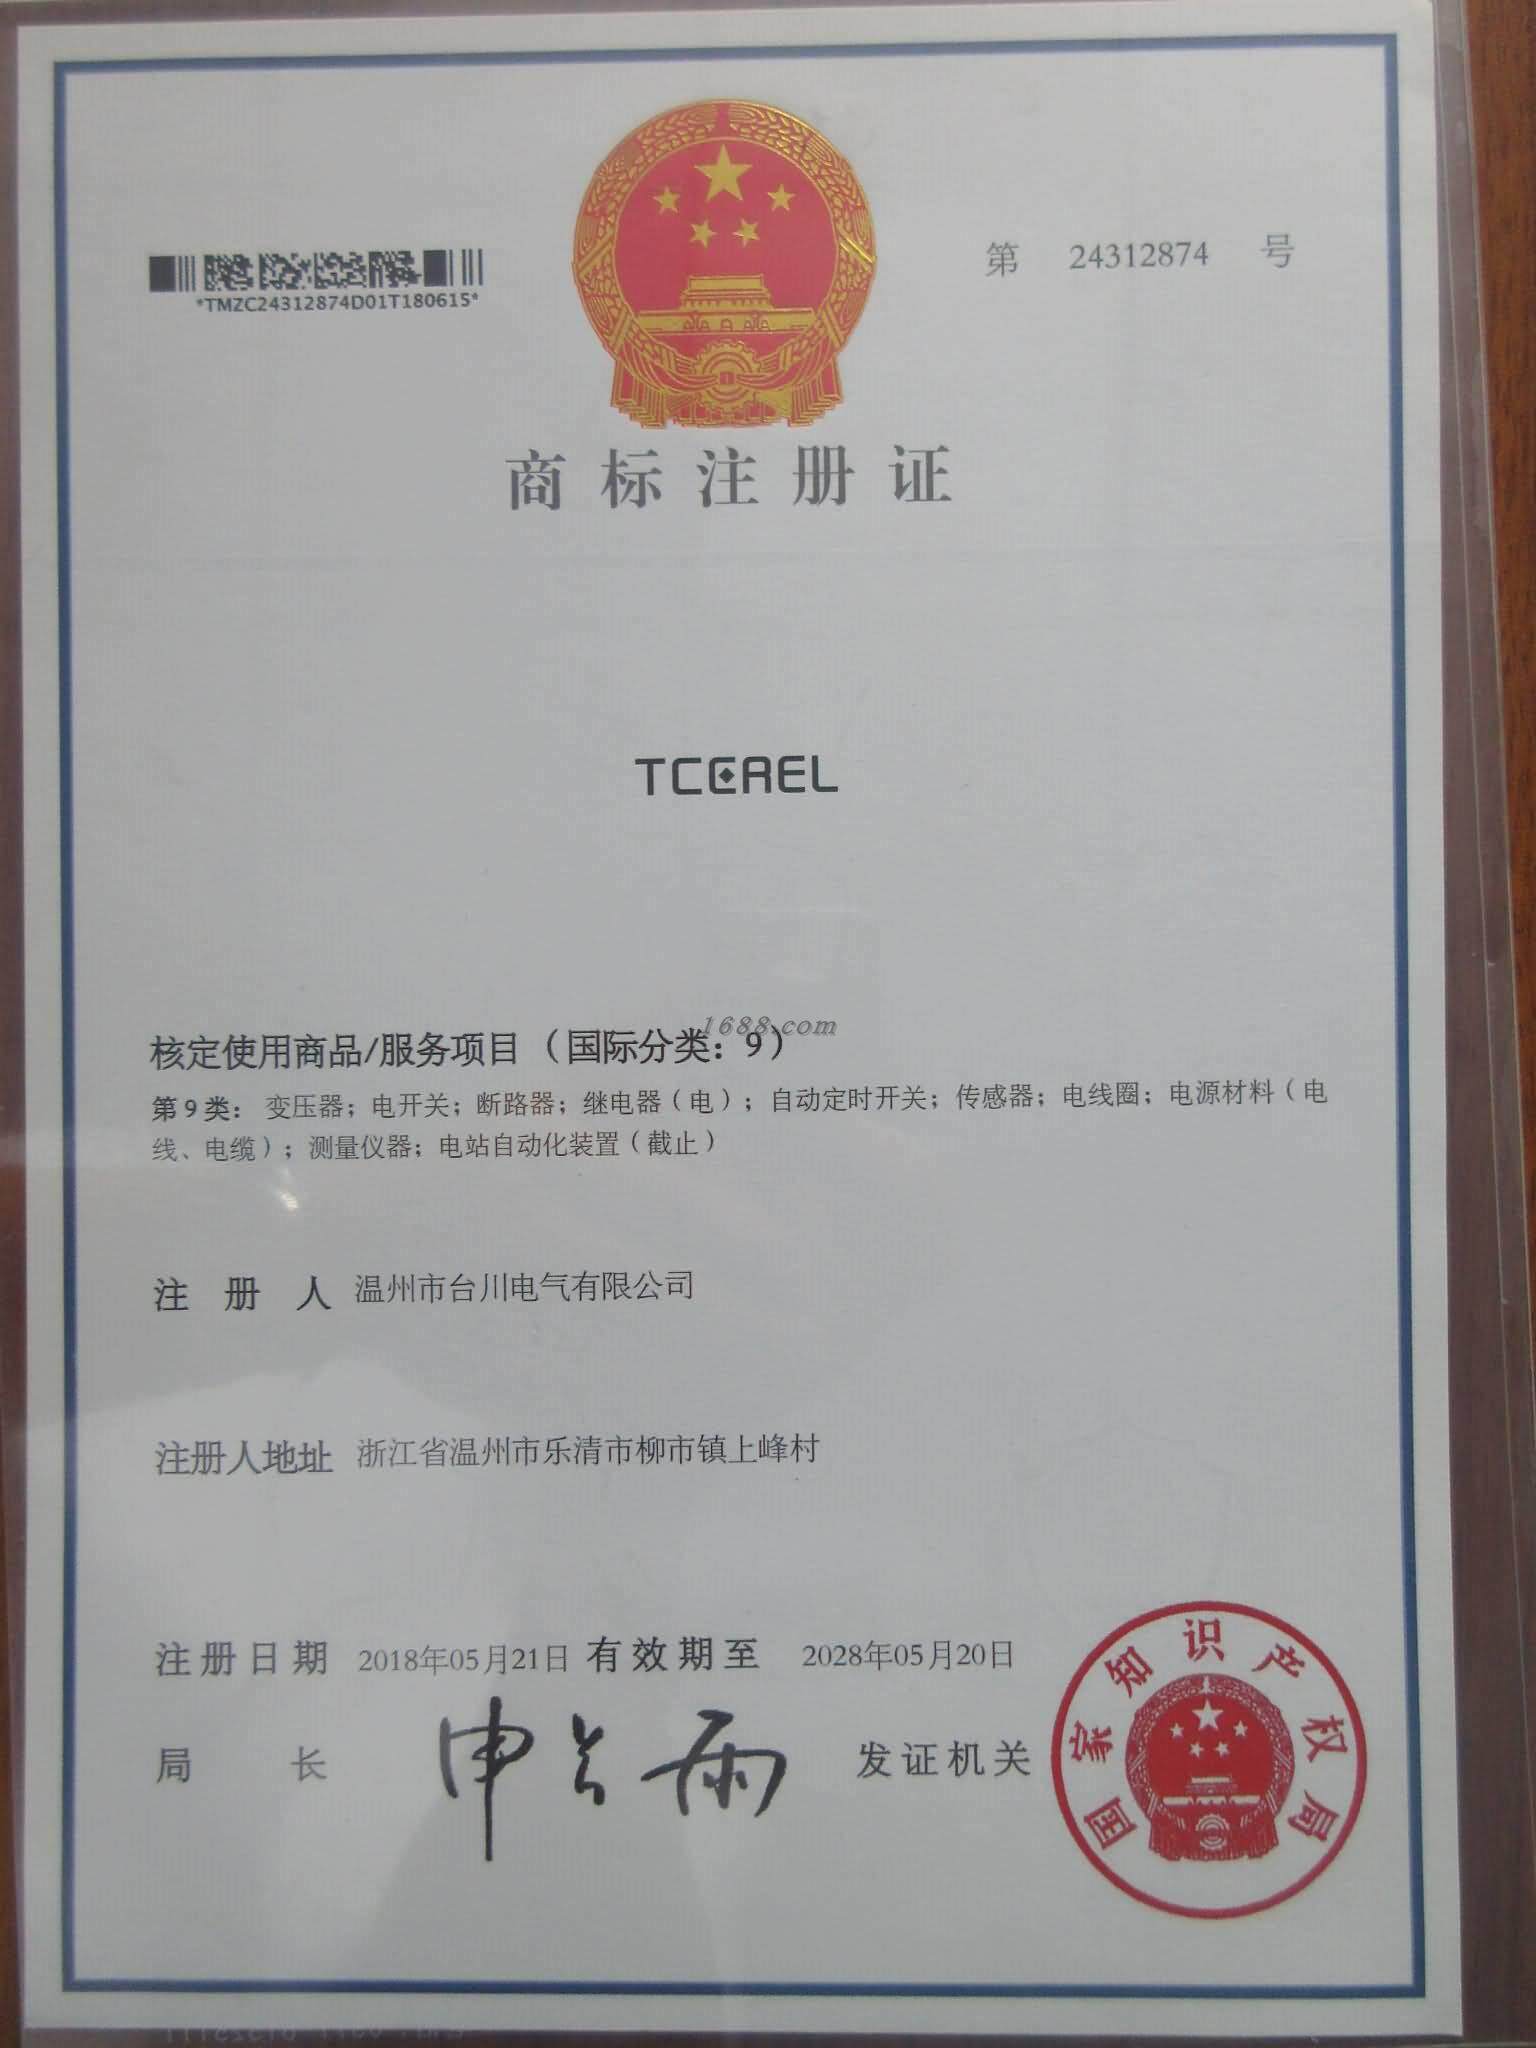 第 24312874 号
*TMZC24312874D01T180615*
商标注册证
TCEREL
1688.com
核定使用商品/服务项目（国际分类：9）
第9类： 变压器；电开关；断路器；继电器（电）；自动定时开关；传感器；电线圈；电源材料（电
线、电缆）；测量仪器；电站自动化装置（截止）
注册人 温州市台川电气有限公司
注册人地址 浙江省温州市乐清市柳市镇上峰村
注册日期 2018年05月21日 有效期至 2028年05月20日
局长 申长雨 发证机关
国家知识产权局